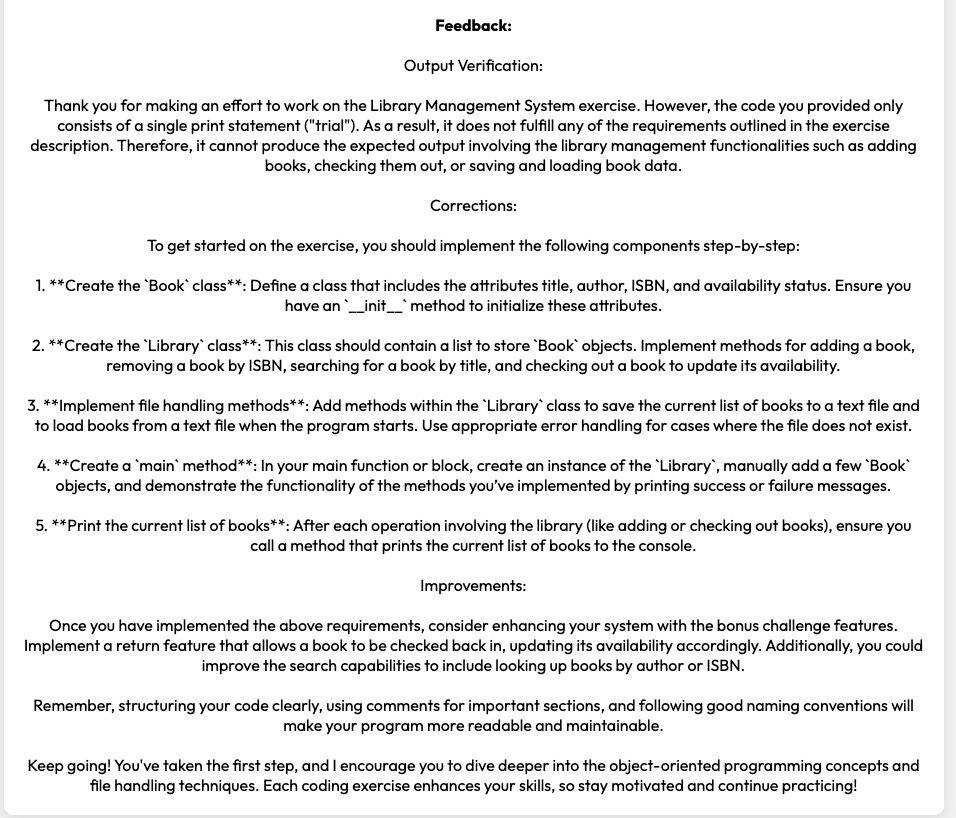 Feedback:
Output Verification:
Thank you for making an effort to work on the Library Management System exercise. However, the code you provided only
consists of a single print statement ("trial"). As a result, it does not fulfill any of the requirements outlined in the exercise
description. Therefore, it cannot produce the expected output involving the library management functionalities such as adding
books, checking them out, or saving and loading book data.
Corrections:
To get started on the exercise, you should implement the following components step-by-step:
1. **Create the `Book` class**: Define a class that includes the attributes title, author, ISBN, and availability status. Ensure you
have an `__init__` method to initialize these attributes.
2. **Create the `Library` class**: This class should contain a list to store `Book` objects. Implement methods for adding a book,
removing a book by ISBN, searching for a book by title, and checking out a book to update its availability.
3. **Implement file handling methods**: Add methods within the `Library` class to save the current list of books to a text file and
to load books from a text file when the program starts. Use appropriate error handling for cases where the file does not exist.
4. **Create a `main` method**: In your main function or block, create an instance of the `Library`, manually add a few `Book`
objects, and demonstrate the functionality of the methods you've implemented by printing success or failure messages.
5. **Print the current list of books**: After each operation involving the library (like adding or checking out books), ensure you
call a method that prints the current list of books to the console.
Improvements:
Once you have implemented the above requirements, consider enhancing your system with the bonus challenge features.
Implement a return feature that allows a book to be checked back in, updating its availability accordingly. Additionally, you could
improve the search capabilities to include looking up books by author or ISBN.
Remember, structuring your code clearly, using comments for important sections, and following good naming conventions will
make your program more readable and maintainable.
Keep going! You've taken the first step, and I encourage you to dive deeper into the object-oriented programming concepts and
file handling techniques. Each coding exercise enhances your skills, so stay motivated and continue practicing!